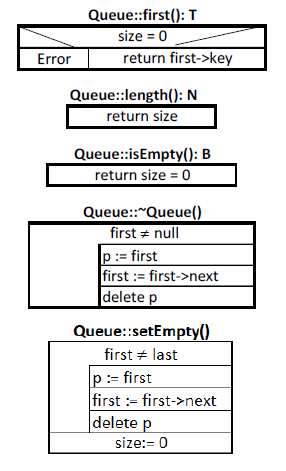 Queue::first(): T
size = 0
Error return first->key
Queue::length(): N
return size
Queue::isEmpty(): B
return size = 0
Queue::~Queue()
first ≠ null
p := first
first := first->next
delete p
Queue::setEmpty()
first ≠ last
p := first
first := first->next
delete p
size:= 0